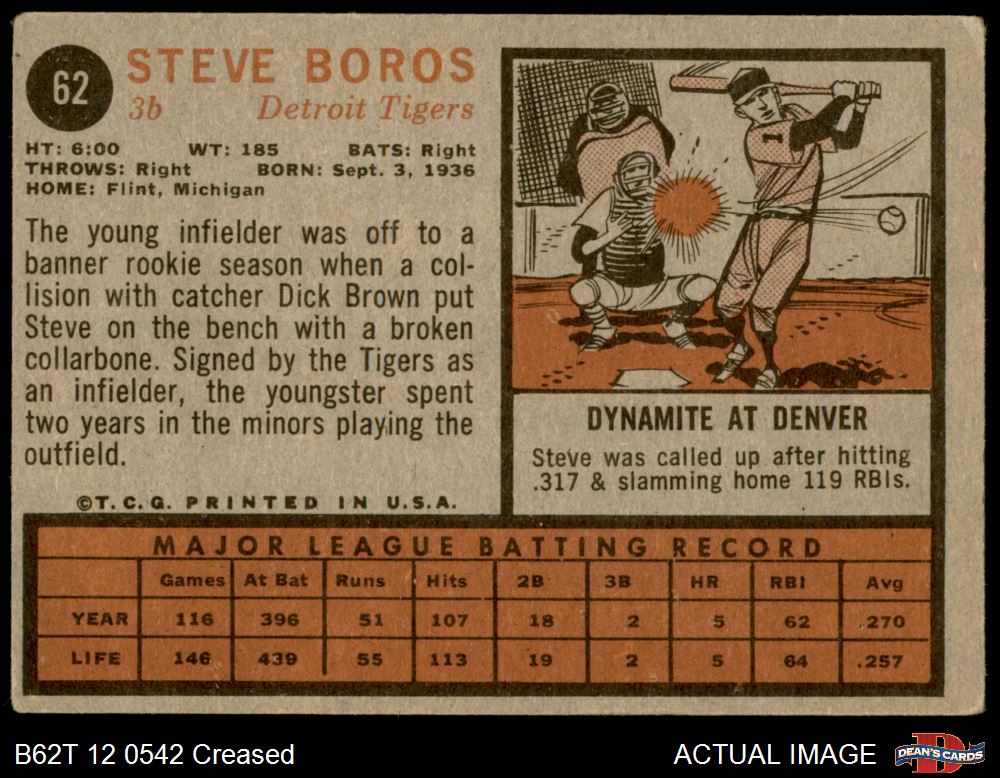 62
STEVE BOROS
3b Detroit Tigers
HT: 6:00 WT: 185 BATS: Right
THROWS: Right BORN: Sept. 3, 1936
HOME: Flint, Michigan
The young infielder was off to a
banner rookie season when a col-
lision with catcher Dick Brown put
Steve on the bench with a broken
collarbone. Signed by the Tigers as
an infielder, the youngster spent
two years in the minors playing the
outfield.
©T.C.G. PRINTED IN U.S.A.
1
DYNAMITE AT DENVER
Steve was called up after hitting
.317 & slamming home 119 RBIs.
MAJOR LEAGUE BATTING RECORD
Games At Bat Runs Hits 2B 3B HR RBI Avg
YEAR 116 396 51 107 18 2 5 62 .270
LIFE 146 439 55 113 19 2 5 64 .257
B62T 12 0542 Creased
ACTUAL IMAGE
D
DEAN'S CARDS